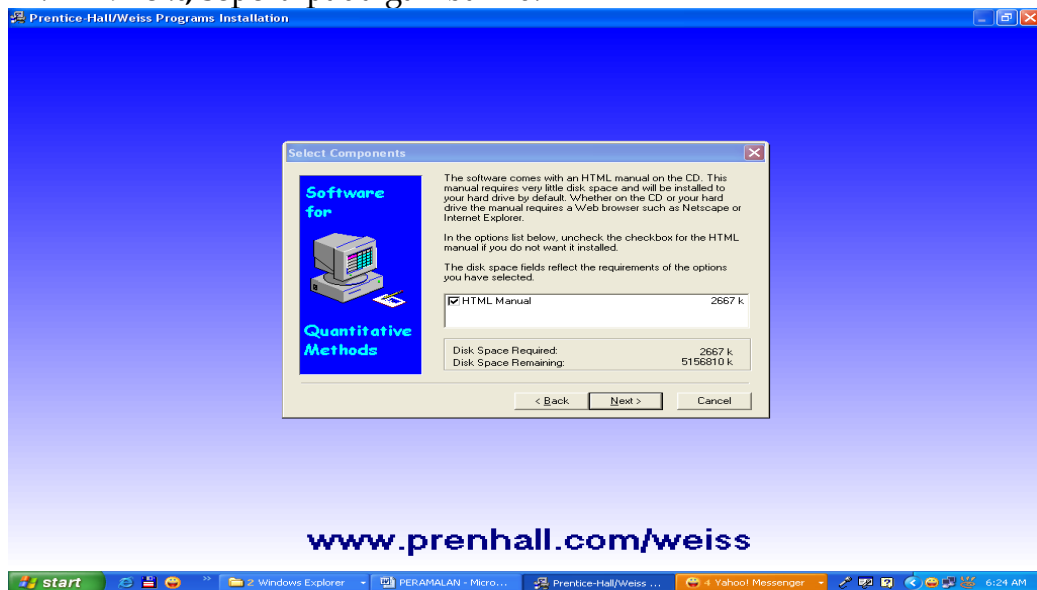 Prentice-Hall/Weiss Programs Installation
Select Components
Software
for
Quantitative
Methods
The software comes with an HTML manual on the CD. This
manual requires very little disk space and will be installed to
your hard drive by default. Whether on the CD or your hard
drive the manual requires a Web browser such as Netscape or
Internet Explorer.
In the options list below, uncheck the checkbox for the HTML
manual if you do not want it installed.
The disk space fields reflect the requirements of the options
you have selected.
HTML Manual 2667 k
Disk Space Required: 2667 k
Disk Space Remaining: 5156810 k
< Back Next > Cancel
www.prenhall.com/weiss
start 2 Windows Explorer PERAMALAN - Micro... Prentice-Hall/Weiss ... 4 Yahoo! Messenger 6:24 AM